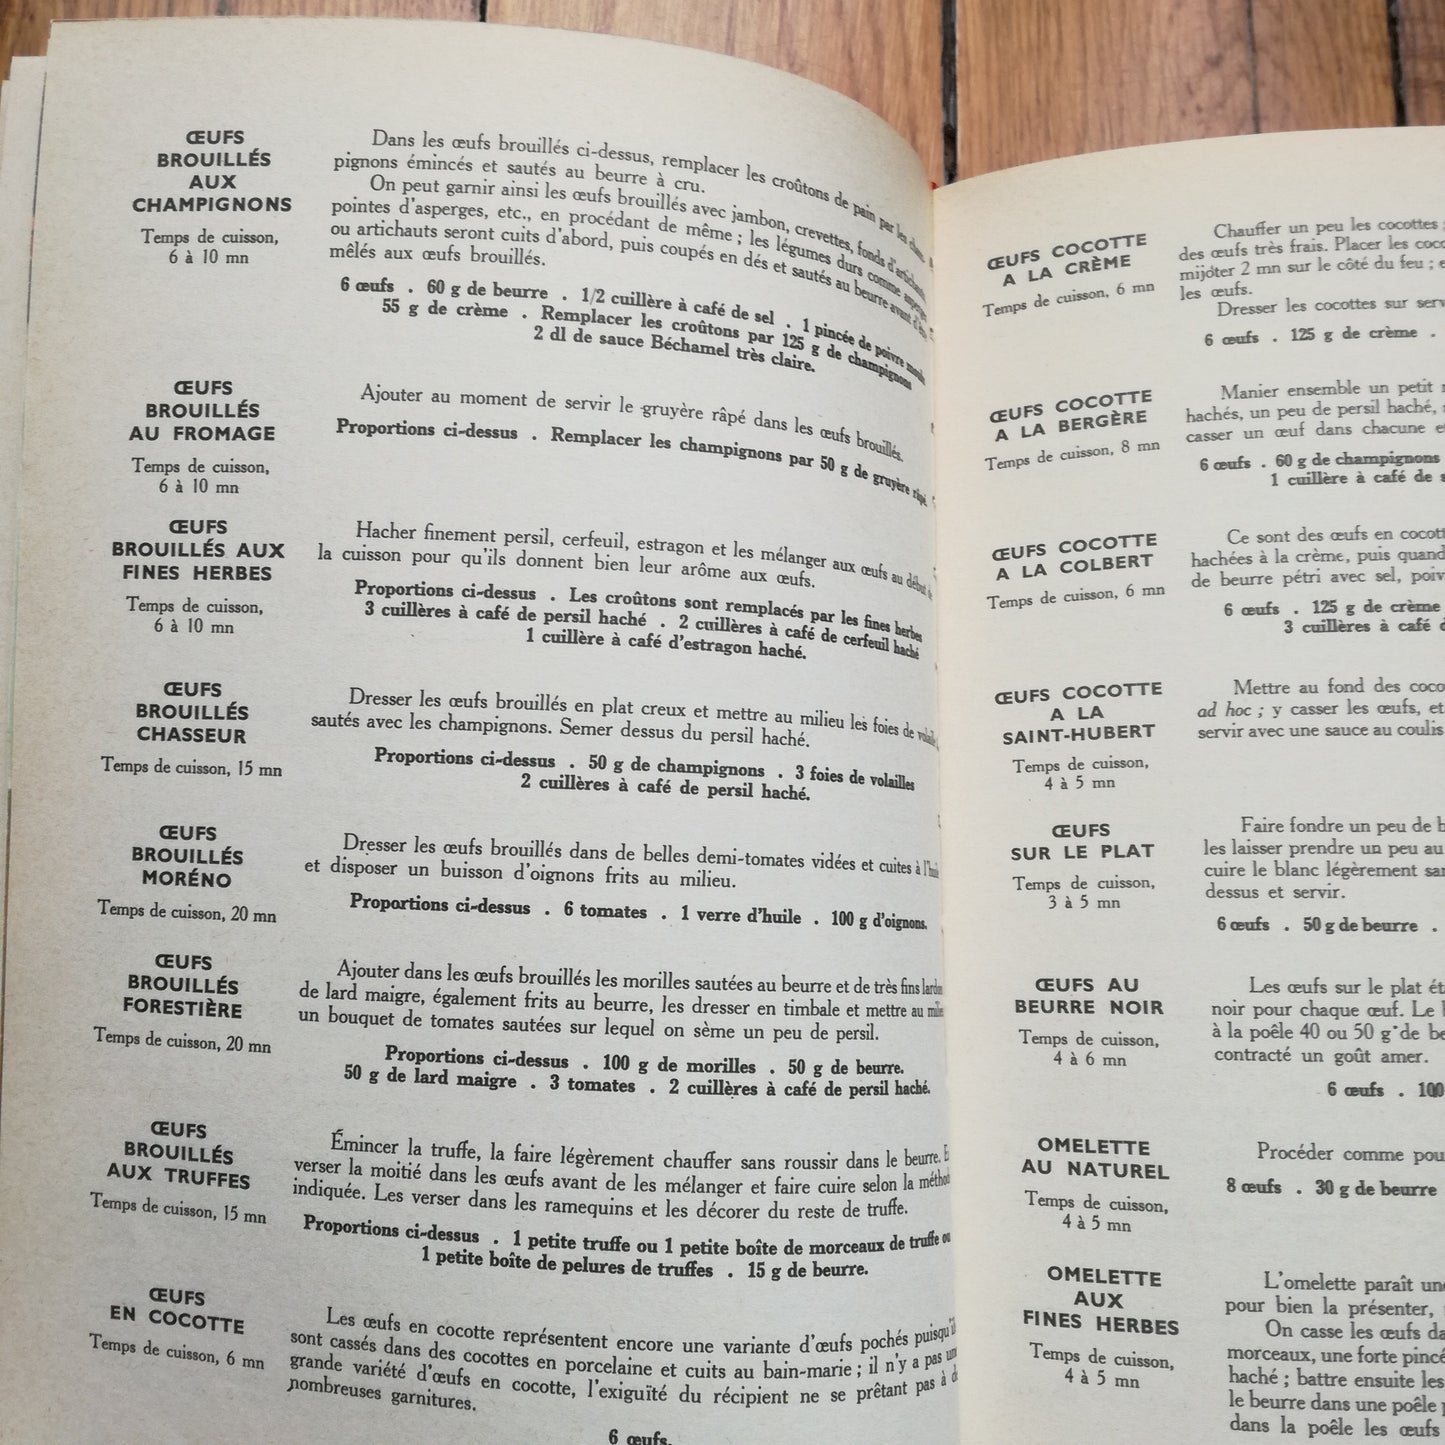 ŒUFS
BROUILLÉS
AUX
CHAMPIGNONS
Temps de cuisson,
6 à 10 mn
Dans les œufs brouillés ci-dessus, remplacer les croûtons de pain par les cham-
pignons émincés et sautés au beurre à cru.
On peut garnir ainsi les œufs brouillés avec jambon, crevettes, fonds d'artichauts,
pointes d'asperges, etc., en procédant de même ; les légumes durs comme asperges
ou artichauts seront cuits d'abord, puis coupés en dés et sautés au beurre avant d'être
mêlés aux œufs brouillés.
6 œufs . 60 g de beurre . 1/2 cuillère à café de sel . 1 pincée de poivre moulu
55 g de crème . Remplacer les croûtons par 125 g de champignons
2 dl de sauce Béchamel très claire.
ŒUFS
BROUILLÉS
AU FROMAGE
Temps de cuisson,
6 à 10 mn
Ajouter au moment de servir le gruyère râpé dans les œufs brouillés.
Proportions ci-dessus . Remplacer les champignons par 50 g de gruyère râpé.
ŒUFS
BROUILLÉS AUX
FINES HERBES
Temps de cuisson,
6 à 10 mn
Hacher finement persil, cerfeuil, estragon et les mélanger aux œufs au début de
la cuisson pour qu'ils donnent bien leur arôme aux œufs.
Proportions ci-dessus . Les croûtons sont remplacés par les fines herbes
3 cuillères à café de persil haché . 2 cuillères à café de cerfeuil haché
1 cuillère à café d'estragon haché.
ŒUFS
BROUILLÉS
CHASSEUR
Temps de cuisson, 15 mn
Dresser les œufs brouillés en plat creux et mettre au milieu les foies de volaille
sautés avec les champignons. Semer dessus du persil haché.
Proportions ci-dessus . 50 g de champignons . 3 foies de volailles
2 cuillères à café de persil haché.
ŒUFS
BROUILLÉS
MORÉNO
Temps de cuisson, 20 mn
Dresser les œufs brouillés dans de belles demi-tomates vidées et cuites à l'huile
et disposer un buisson d'oignons frits au milieu.
Proportions ci-dessus . 6 tomates . 1 verre d'huile . 100 g d'oignons.
ŒUFS
BROUILLÉS
FORESTIÈRE
Temps de cuisson, 20 mn
Ajouter dans les œufs brouillés les morilles sautées au beurre et de très fins lardons
de lard maigre, également frits au beurre, les dresser en timbale et mettre au milieu
un bouquet de tomates sautées sur lequel on sème un peu de persil.
Proportions ci-dessus . 100 g de morilles . 50 g de beurre.
50 g de lard maigre . 3 tomates . 2 cuillères à café de persil haché.
ŒUFS
BROUILLÉS
AUX TRUFFES
Temps de cuisson, 15 mn
Émincer la truffe, la faire légèrement chauffer sans roussir dans le beurre. E
verser la moitié dans les œufs avant de les mélanger et faire cuire selon la méthode
indiquée. Les verser dans les ramequins et les décorer du reste de truffe.
Proportions ci-dessus . 1 petite truffe ou 1 petite boîte de morceaux de truffe ou
1 petite boîte de pelures de truffes . 15 g de beurre.
ŒUFS
EN COCOTTE
Temps de cuisson, 6 mn
Les œufs en cocotte représentent encore une variante d'œufs pochés puisqu'ils
sont cassés dans des cocottes en porcelaine et cuits au bain-marie ; il n'y a pas une
grande variété d'œufs en cocotte, l'exiguïté du récipient ne se prêtant pas à de
nombreuses garnitures.
6 œufs.
ŒUFS COCOTTE
A LA CRÈME
Temps de cuisson, 6 mn
Chauffer un peu les cocottes ;
des œufs très frais. Placer les coco
mijoter 2 mn sur le côté du feu ; e
les œufs.
Dresser les cocottes sur serv
6 œufs . 125 g de crème .
ŒUFS COCOTTE
A LA BERGÈRE
Temps de cuisson, 8 mn
Manier ensemble un petit
hachés, un peu de persil haché,
casser un œuf dans chacune et
6 œufs . 60 g de champignons
1 cuillère à café de s
ŒUFS COCOTTE
A LA COLBERT
Temps de cuisson, 6 mn
Ce sont des œufs en cocott
hachées à la crème, puis quand
de beurre pétri avec sel, poiv
6 œufs . 125 g de crème
3 cuillères à café d
ŒUFS COCOTTE
A LA
SAINT-HUBERT
Temps de cuisson,
4 à 5 mn
Mettre au fond des coco
ad hoc ; y casser les œufs, et
servir avec une sauce au coulis
ŒUFS
SUR LE PLAT
Temps de cuisson,
3 à 5 mn
Faire fondre un peu de b
les laisser prendre un peu au
cuire le blanc légèrement san
dessus et servir.
6 œufs . 50 g de beurre .
ŒUFS AU
BEURRE NOIR
Temps de cuisson,
4 à 6 mn
Les œufs sur le plat ét
noir pour chaque œuf. Le b
à la poêle 40 ou 50 g de be
contracté un goût amer.
6 œufs . 100
OMELETTE
AU NATUREL
Temps de cuisson,
4 à 5 mn
Procéder comme pou
8 œufs . 30 g de beurre
OMELETTE
AUX
FINES HERBES
Temps de cuisson,
4 à 5 mn
L'omelette paraît une
pour bien la présenter,
On casse les œufs da
morceaux, une forte pincé
haché ; battre ensuite les
le beurre dans une poêle
dans la poêle les œufs